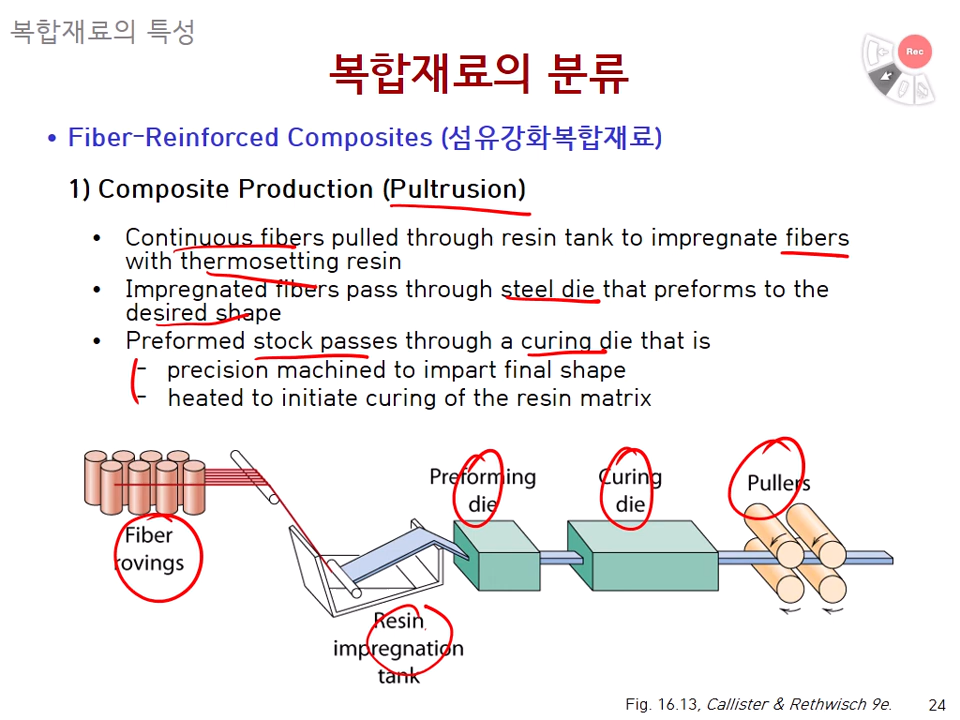 복합재료의 특성
복합재료의 분류
Rec
• Fiber-Reinforced Composites (섬유강화복합재료)
1) Composite Production (Pultrusion)
• Continuous fibers pulled through resin tank to impregnate fibers
with thermosetting resin
• Impregnated fibers pass through steel die that preforms to the
desired shape
• Preformed stock passes through a curing die that is
- precision machined to impart final shape
- heated to initiate curing of the resin matrix
Fiber
rovings
Resin
impregnation
tank
Preforming
die
Curing
die
Pullers
Fig. 16.13, Callister & Rethwisch 9e.
24